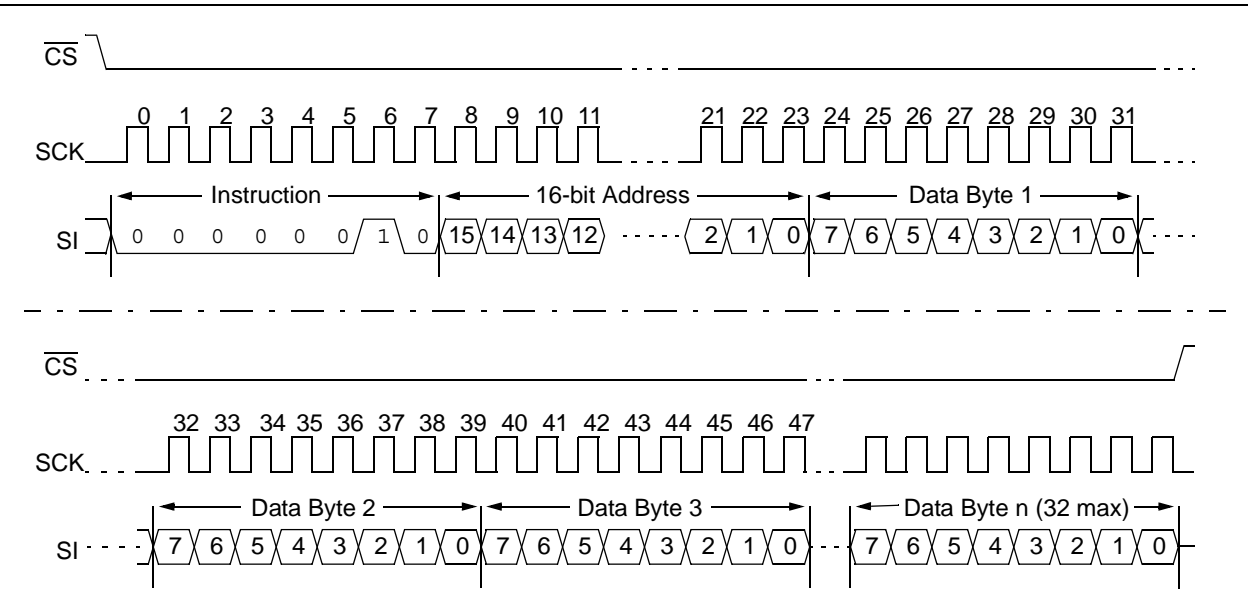 CS
0 1 2 3 4 5 6 7 8 9 10 11 21 22 23 24 25 26 27 28 29 30 31
SCK
Instruction 16-bit Address Data Byte 1
SI 0 0 0 0 0 0 1 0 15 14 13 12 2 1 0 7 6 5 4 3 2 1 0
CS
32 33 34 35 36 37 38 39 40 41 42 43 44 45 46 47
SCK
Data Byte 2 Data Byte 3 Data Byte n (32 max)
SI 7 6 5 4 3 2 1 0 7 6 5 4 3 2 1 0 7 6 5 4 3 2 1 0